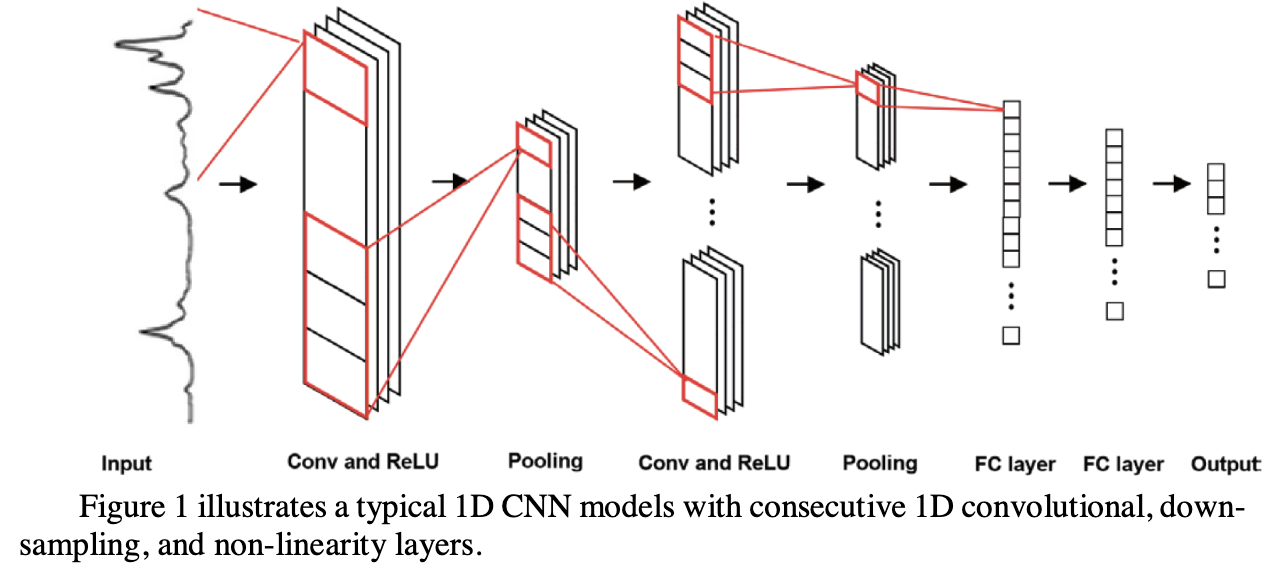 Input Conv and ReLU Pooling Conv and ReLU Pooling FC layer FC layer Output
Figure 1 illustrates a typical 1D CNN models with consecutive 1D convolutional, down-
sampling, and non-linearity layers.